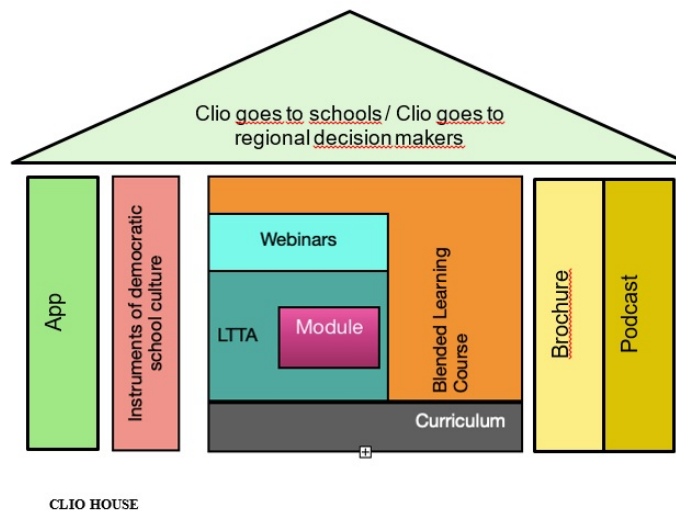 Clio goes to schools / Clio goes to
regional decision makers
App
Instruments of democratic
school culture
Webinars
LTTA
Module
Blended Learning
Course
Curriculum
Brochure
Podcast
CLIO HOUSE